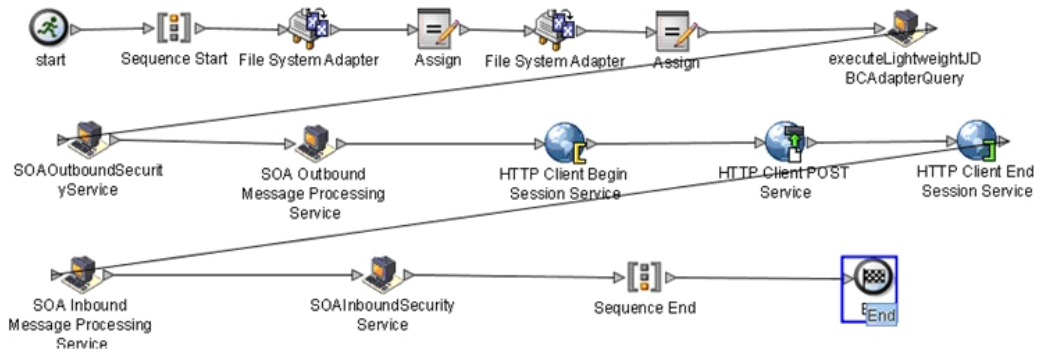 start
Sequence Start
File System Adapter
Assign
File System Adapter
Assign
executeLightweightJD
BCAdapterQuery
SOAOutboundSecurit
yService
SOA Outbound
Message Processing
Service
HTTP Client Begin
Session Service
HTTP Client POST
Service
HTTP Client End
Session Service
SOA Inbound
Message Processing
Service
SOAInboundSecurity
Service
Sequence End
End